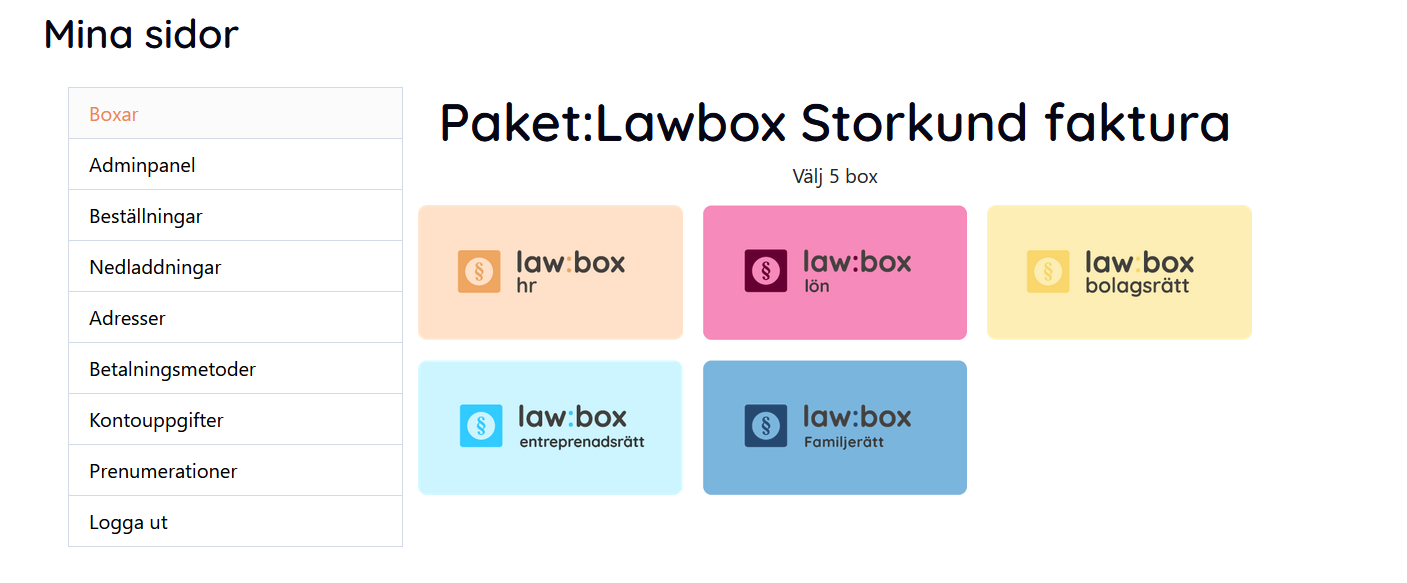 Mina sidor
Boxar
Adminpanel
Beställningar
Nedladdningar
Adresser
Betalningsmetoder
Kontouppgifter
Prenumerationer
Logga ut
Paket:Lawbox Storkund faktura
Välj 5 box
§ law:box
hr
§ law:box
lön
§ law:box
bolagsrätt
§ law:box
entreprenadsrätt
§ law:box
Familjerätt